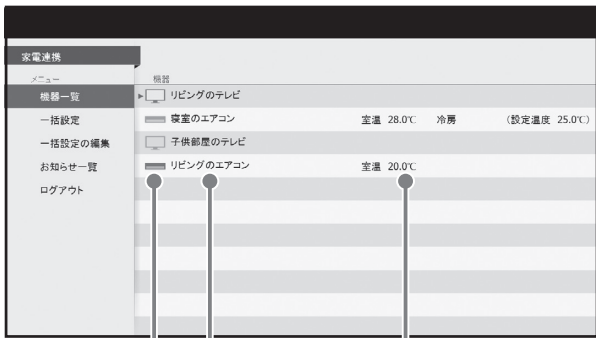 家電連携
メニュー
機器一覧
一括設定
一括設定の編集
お知らせ一覧
ログアウト
機器
リビングのテレビ
寝室のエアコン 室温 28.0℃ 冷房 (設定温度 25.0℃)
子供部屋のテレビ
リビングのエアコン 室温 20.0℃